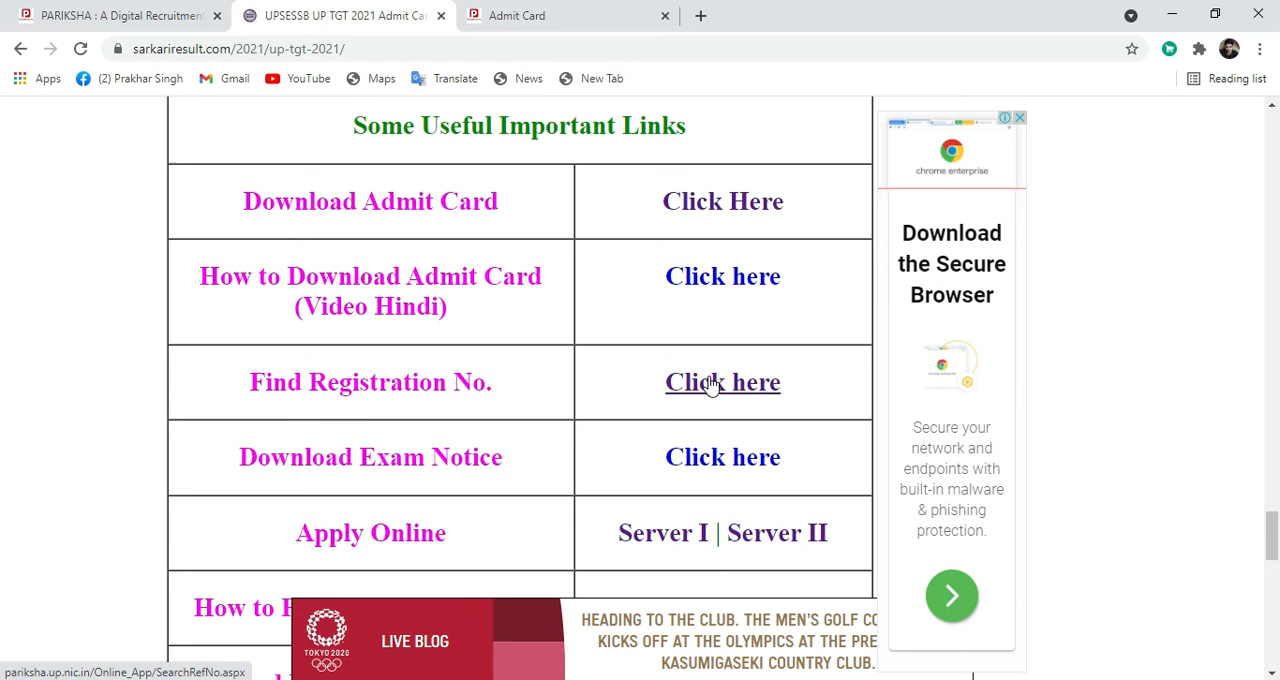 PARIKSHA : A Digital Recruitment
UPSESSB UP TGT 2021 Admit Car
Admit Card
sarkariresult.com/2021/up-tgt-2021/
Apps
(2) Prakhar Singh
Gmail
YouTube
Maps
Translate
News
New Tab
Reading list
Some Useful Important Links
Download Admit Card
Click Here
How to Download Admit Card
(Video Hindi)
Click here
Find Registration No.
Click here
Download Exam Notice
Click here
Apply Online
Server I | Server II
How to
chrome enterprise
Download
the Secure
Browser
Secure your
network and
endpoints with
built-in malware
& phishing
protection.
TOKYO 2020
LIVE BLOG
HEADING TO THE CLUB. THE MEN'S GOLF CO
KICKS OFF AT THE OLYMPICS AT THE PRE
KASUMIGASEKI COUNTRY CLUB.
pariksha.up.nic.in/Online_App/SearchRefNo.aspx